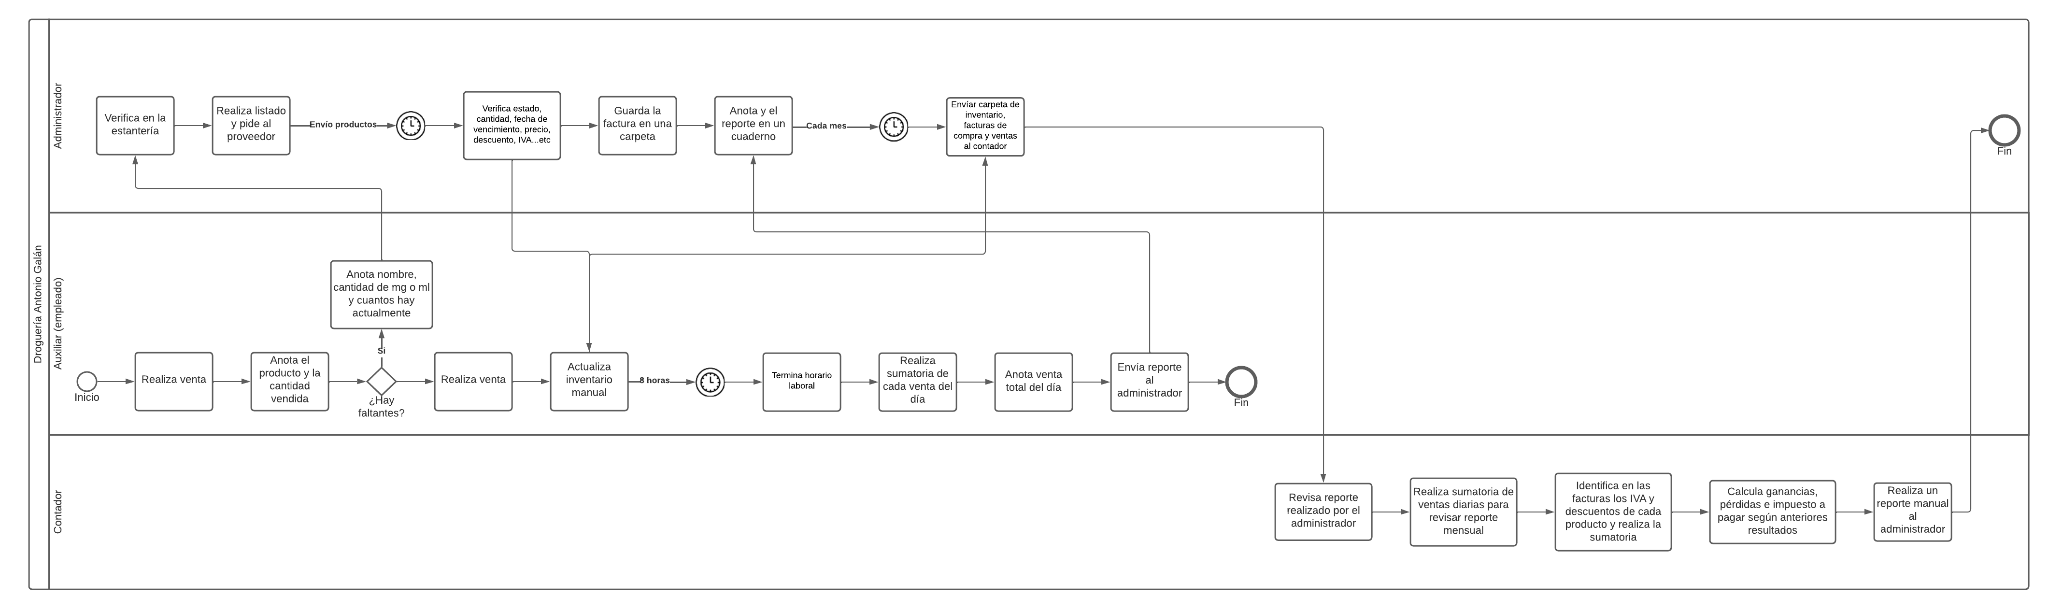 Droguería Antonio Galán
Administrador
Verifica en la
estantería
Realiza listado
y pide al
proveedor
Envío productos
Verifica estado,
cantidad, fecha de
vencimiento, precio,
descuento, IVA...etc
Guarda la
factura en una
carpeta
Anota y el
reporte en un
cuaderno
Cada mes
Envíar carpeta de
inventario,
facturas de
compra y ventas
al contador
Fin
Auxiliar (empleado)
Anota nombre,
cantidad de mg o ml
y cuantos hay
actualmente
Si
Inicio
Realiza venta
Anota el
producto y la
cantidad
vendida
¿Hay
faltantes?
Realiza venta
Actualiza
inventario
manual
8 horas
Termina horario
laboral
Realiza
sumatoria de
cada venta del
día
Anota venta
total del día
Envía reporte
al
administrador
Fin
Contador
Revisa reporte
realizado por el
administrador
Realiza sumatoria de
ventas diarias para
revisar reporte
mensual
Identifica en las
facturas los IVA y
descuentos de cada
producto y realiza la
sumatoria
Calcula ganancias,
pérdidas e impuesto a
pagar según anteriores
resultados
Realiza un
reporte manual
al
administrador